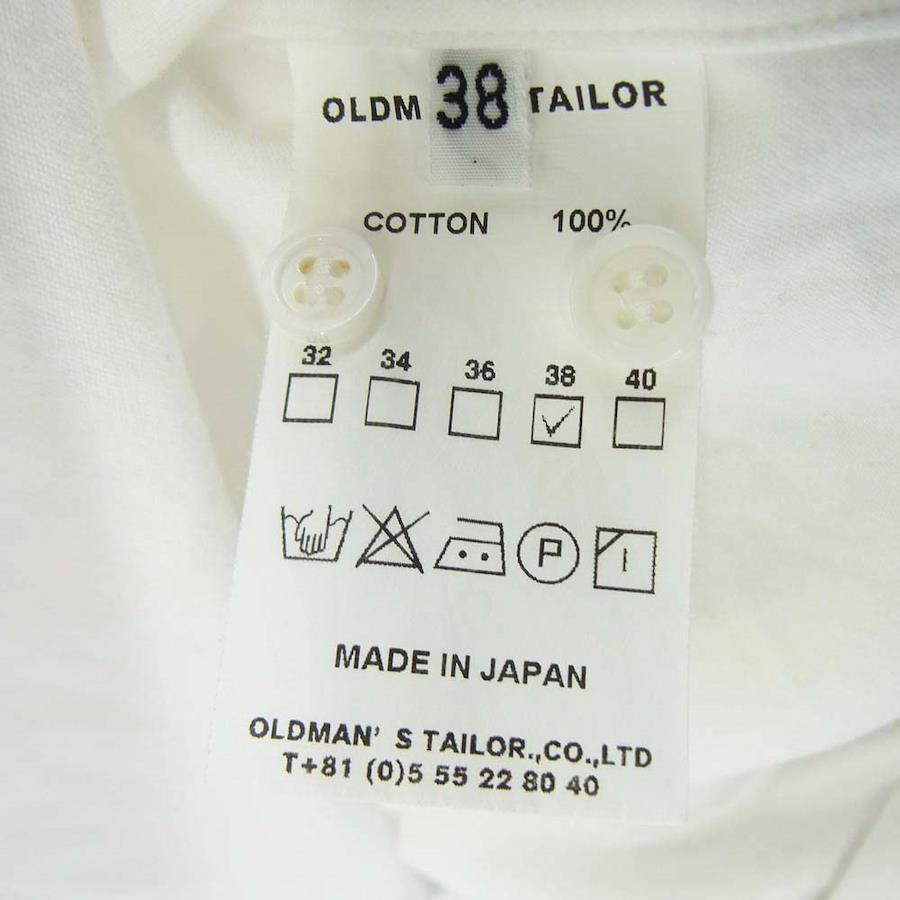 OLDM 38 TAILOR
COTTON 100%
32 34 36 38 40
P
MADE IN JAPAN
OLDMAN' S TAILOR.,CO.,LTD
T+81 (0)5 55 22 80 40